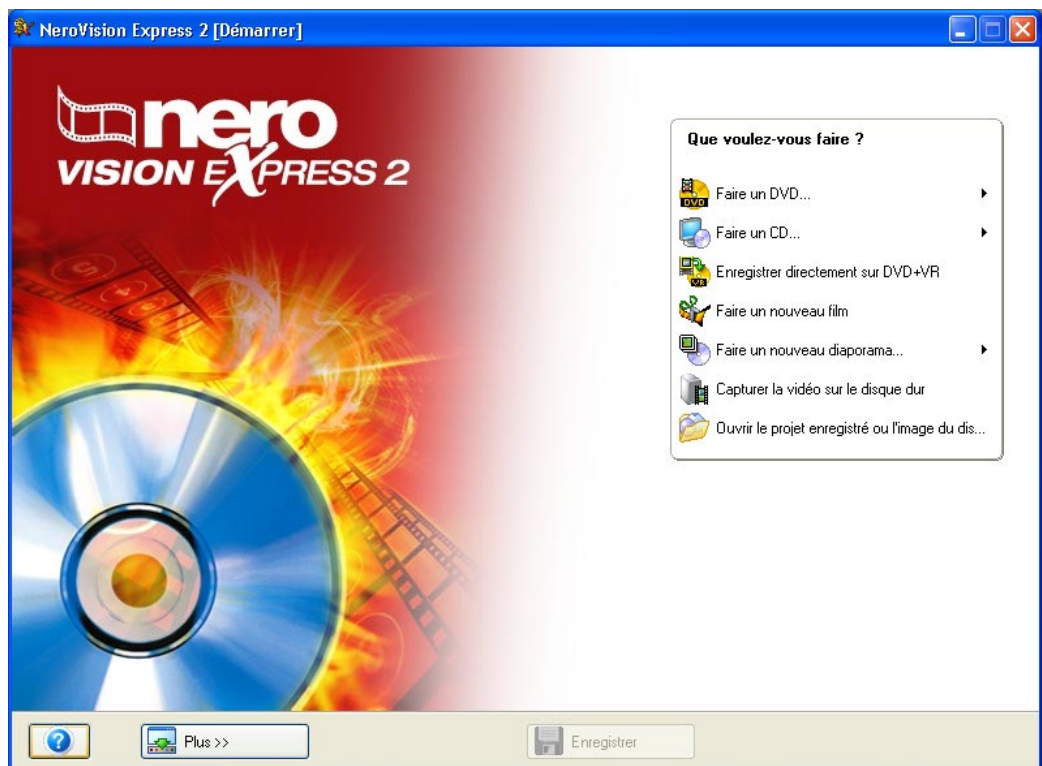 NeroVision Express 2 [Démarrer]
nero
VISION EXPRESS 2
Que voulez-vous faire ?
DVD
Faire un DVD...
Faire un CD...
VR
Enregistrer directement sur DVD+VR
Faire un nouveau film
Faire un nouveau diaporama...
Capturer la vidéo sur le disque dur
Ouvrir le projet enregistré ou l'image du dis...
?
Plus >>
Enregistrer